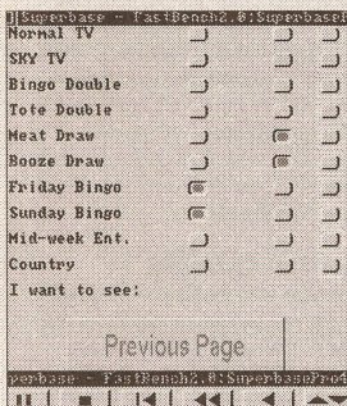 Superbase - FastBench2.0:Superbase
Normal TV
SKY TV
Bingo Double
Tote Double
Meat Draw
Booze Draw
Friday Bingo
Sunday Bingo
Mid-week Ent.
Country
I want to see:
Previous Page
perbase - FastBench2.0:SuperbasePro4